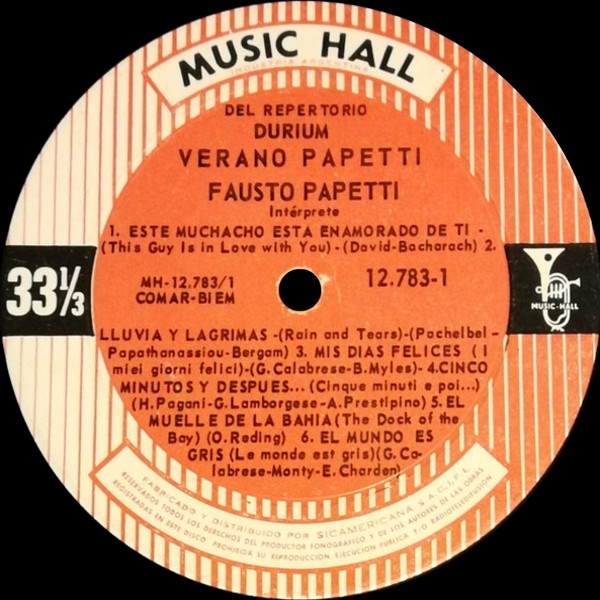 MUSIC HALL
INDUSTRIA ARGENTINA
DEL REPERTORIO
DURIUM
VERANO PAPETTI
FAUSTO PAPETTI
Intérprete
1. ESTE MUCHACHO ESTA ENAMORADO DE TI -
(This Guy Is in Love with You) - (David-Bacharach) 2.
33⅓
MH-12.783/1
COMAR-BIEM
12.783-1
MUSIC-HALL
LLUVIA Y LAGRIMAS -(Rain and Tears)-(Pachelbel-
Papathanassiou-Bergam) 3. MIS DIAS FELICES ( I
miei giorni felici)-(G. Calabrese-B. Myles)- 4.CINCO
MINUTOS Y DESPUES... (Cinque minuti e poi...)
(H. Pagani-G. Lamborgese-A. Prestipino) 5. EL
MUELLE DE LA BAHIA (The Dock of the
Bay) (O. Reding) 6. EL MUNDO ES
GRIS (Le monde est gris)(G. Ca-
labrese-Monty-E. Charden)
FABRICADO Y DISTRIBUIDO POR SICAMERICANA S.A.C.I.F.I.
RESERVADOS TODOS LOS DERECHOS DEL PRODUCTOR FONOGRAFICO Y DE LOS AUTORES DE LAS OBRAS
REGISTRADAS EN ESTE DISCO. PROHIBIDA SU REPRODUCCION, EJECUCION PUBLICA Y/O RADIOTELEDIFUSION